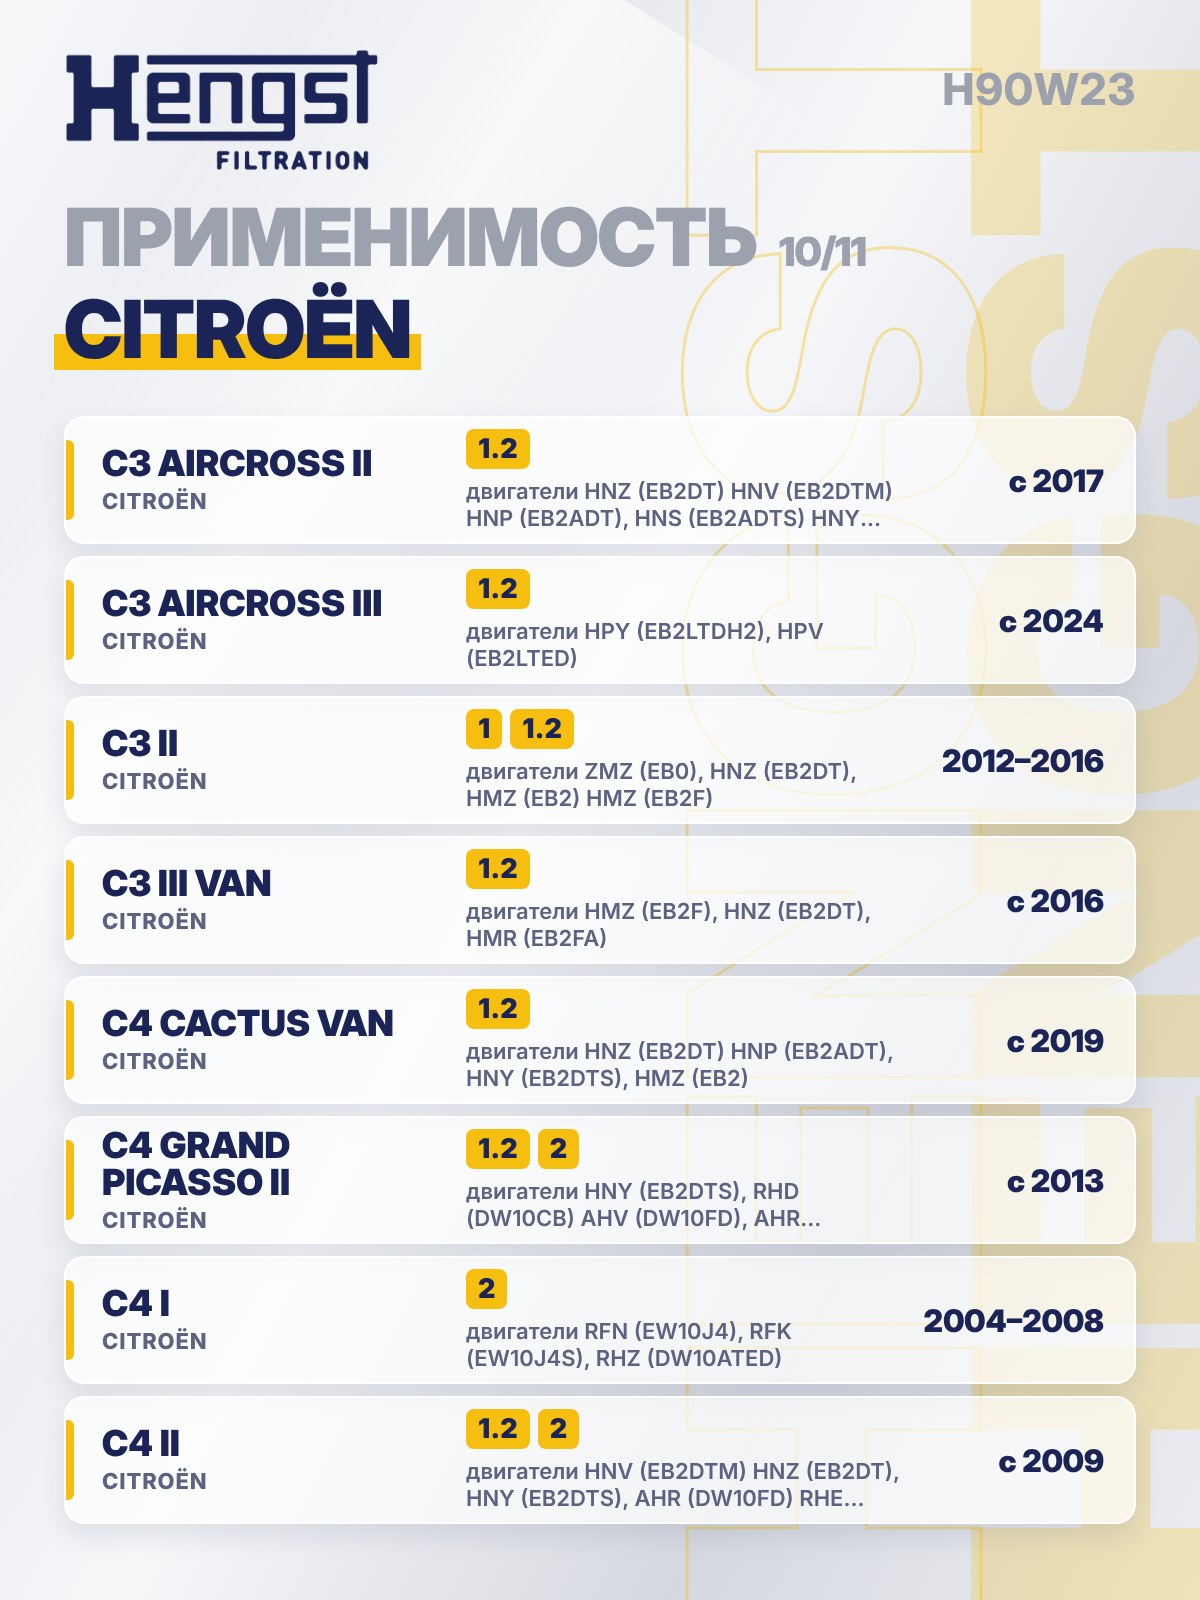 Hengst
FILTRATION
H90W23
ПРИМЕНИМОСТЬ 10/11
CITROËN
C3 AIRCROSS II
CITROËN
1.2
двигатели HNZ (EB2DT) HNV (EB2DTM)
HNP (EB2ADT), HNS (EB2ADTS) HNY...
с 2017
C3 AIRCROSS III
CITROËN
1.2
двигатели HPY (EB2LTDH2), HPV
(EB2LTED)
с 2024
C3 II
CITROËN
1 1.2
двигатели ZMZ (EB0), HNZ (EB2DT),
HMZ (EB2) HMZ (EB2F)
2012–2016
C3 III VAN
CITROËN
1.2
двигатели HMZ (EB2F), HNZ (EB2DT),
HMR (EB2FA)
с 2016
C4 CACTUS VAN
CITROËN
1.2
двигатели HNZ (EB2DT) HNP (EB2ADT),
HNY (EB2DTS), HMZ (EB2)
с 2019
C4 GRAND
PICASSO II
CITROËN
1.2 2
двигатели HNY (EB2DTS), RHD
(DW10CB) AHV (DW10FD), AHR...
с 2013
C4 I
CITROËN
2
двигатели RFN (EW10J4), RFK
(EW10J4S), RHZ (DW10ATED)
2004–2008
C4 II
CITROËN
1.2 2
двигатели HNV (EB2DTM) HNZ (EB2DT),
HNY (EB2DTS), AHR (DW10FD) RHE...
с 2009
HENGST